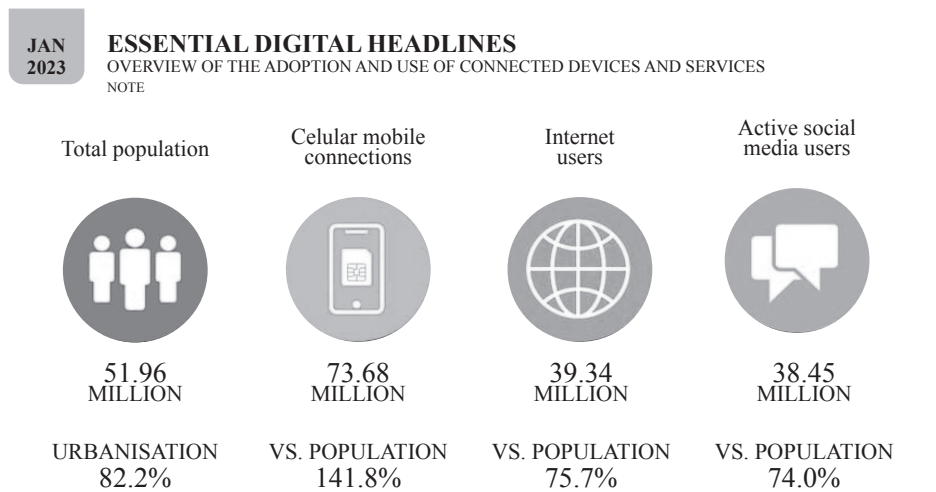 JAN
2023
ESSENTIAL DIGITAL HEADLINES
OVERVIEW OF THE ADOPTION AND USE OF CONNECTED DEVICES AND SERVICES
NOTE
Total population
Celular mobile
connections
Internet
users
Active social
media users
51.96
MILLION
73.68
MILLION
39.34
MILLION
38.45
MILLION
URBANISATION
82.2%
VS. POPULATION
141.8%
VS. POPULATION
75.7%
VS. POPULATION
74.0%